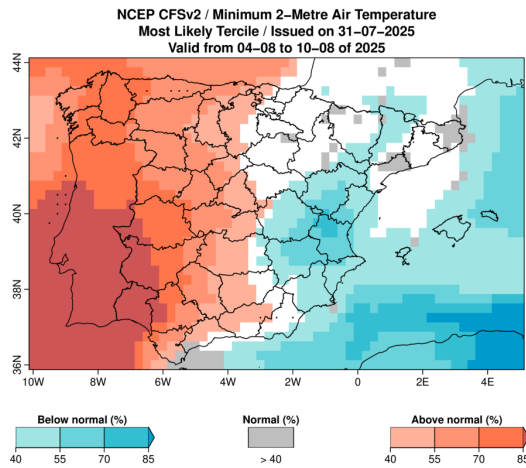 NCEP CFSv2 / Minimum 2−Metre Air Temperature
Most Likely Tercile / Issued on 31−07−2025
Valid from 04−08 to 10−08 of 2025
44N
42N
40N
38N
36N
10W 8W 6W 4W 2W 0 2E 4E
Below normal (%) Normal (%) Above normal (%)
40 55 70 85 > 40 40 55 70 85